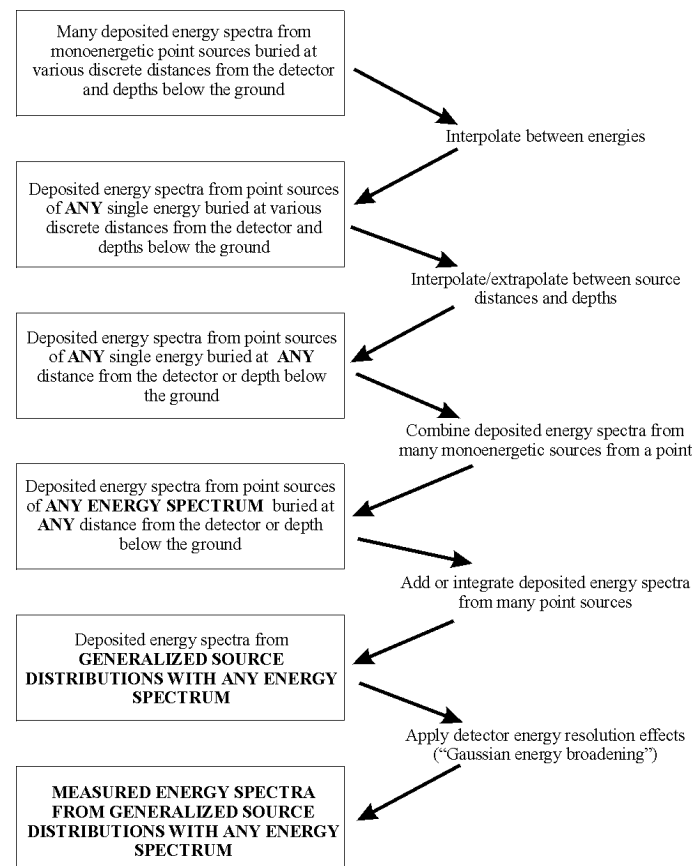 Many deposited energy spectra from
monoenergetic point sources buried at
various discrete distances from the detector
and depths below the ground
Interpolate between energies
Deposited energy spectra from point sources
of ANY single energy buried at various
discrete distances from the detector and
depths below the ground
Interpolate/extrapolate between source
distances and depths
Deposited energy spectra from point sources
of ANY single energy buried at ANY
distance from the detector or depth below
the ground
Combine deposited energy spectra from
many monoenergetic sources from a point
Deposited energy spectra from point sources
of ANY ENERGY SPECTRUM buried at
ANY distance from the detector or depth
below the ground
Add or integrate deposited energy spectra
from many point sources
Deposited energy spectra from
GENERALIZED SOURCE
DISTRIBUTIONS WITH ANY ENERGY
SPECTRUM
Apply detector energy resolution effects
(“Gaussian energy broadening”)
MEASURED ENERGY SPECTRA
FROM GENERALIZED SOURCE
DISTRIBUTIONS WITH ANY ENERGY
SPECTRUM